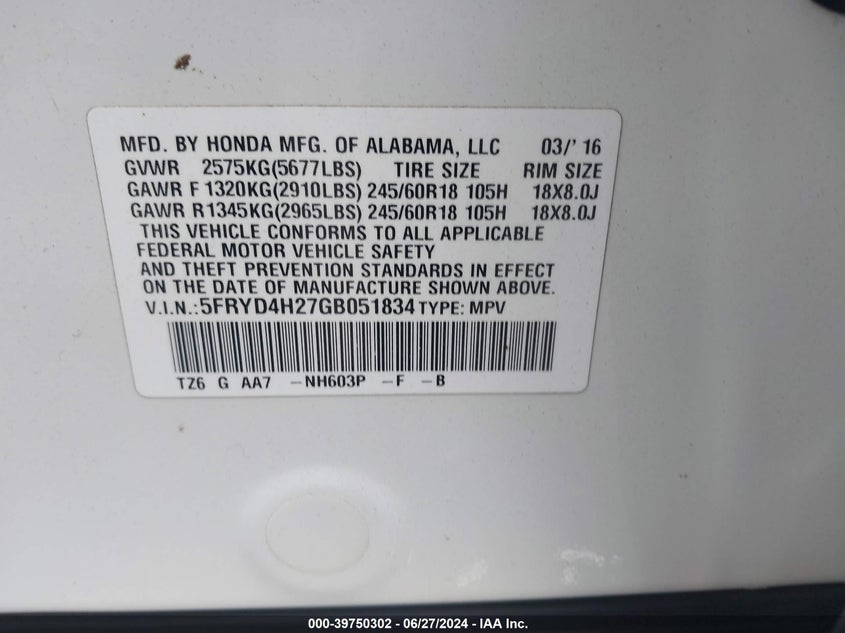 MFD. BY HONDA MFG. OF ALABAMA, LLC 03/' 16
GVWR 2575KG(5677LBS) TIRE SIZE RIM SIZE
GAWR F 1320KG(2910LBS) 245/60R18 105H 18X8.0J
GAWR R1345KG(2965LBS) 245/60R18 105H 18X8.0J
THIS VEHICLE CONFORMS TO ALL APPLICABLE
FEDERAL MOTOR VEHICLE SAFETY
AND THEFT PREVENTION STANDARDS IN EFFECT
ON THE DATE OF MANUFACTURE SHOWN ABOVE.
V.I.N.:5FRYD4H27GB051834 TYPE: MPV
TZ6 G AA7 -NH603P -F -B
000-39750302 - 06/27/2024 - IAA Inc.